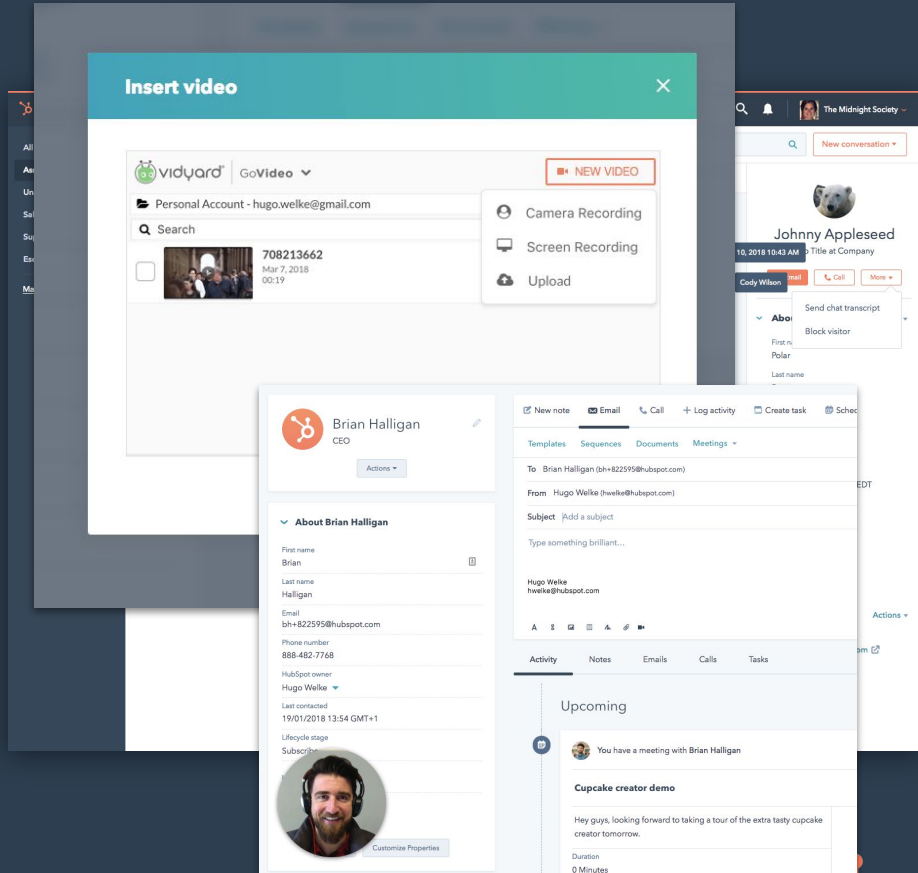 Insert video
vidyard GoVideo
NEW VIDEO
Personal Account - hugo.welke@gmail.com
Search
708213662
Mar 7, 2018
00:19
Camera Recording
Screen Recording
Upload
All
Ma
The Midnight Society
New conversation
Johnny Appleseed
Title at Company
10, 2018 10:43 AM
Cody Wilson
Call
More
Send chat transcript
Block visitor
Polar
Last name
EDT
Actions
Brian Halligan
CEO
Actions
About Brian Halligan
First name
Brian
Last name
Halligan
Email
bh+822595@hubspot.com
Phone number
888-482-7768
HubSpot owner
Hugo Welke
Last contacted
19/01/2018 13:54 GMT+1
Lifecycle stage
Customize Properties
New note Email Call + Log activity Create task Sched
Templates Sequences Documents Meetings
To Brian Halligan (bh+822595@hubspot.com)
From Hugo Welke (hwelke@hubspot.com)
Subject Add a subject
Type something brilliant...
Hugo Welke
hwelke@hubspot.com
Activity Notes Emails Calls Tasks
Upcoming
You have a meeting with Brian Halligan
Cupcake creator demo
Hey guys, looking forward to taking a tour of the extra tasty cupcake
creator tomorrow.
Duration
0 Minutes